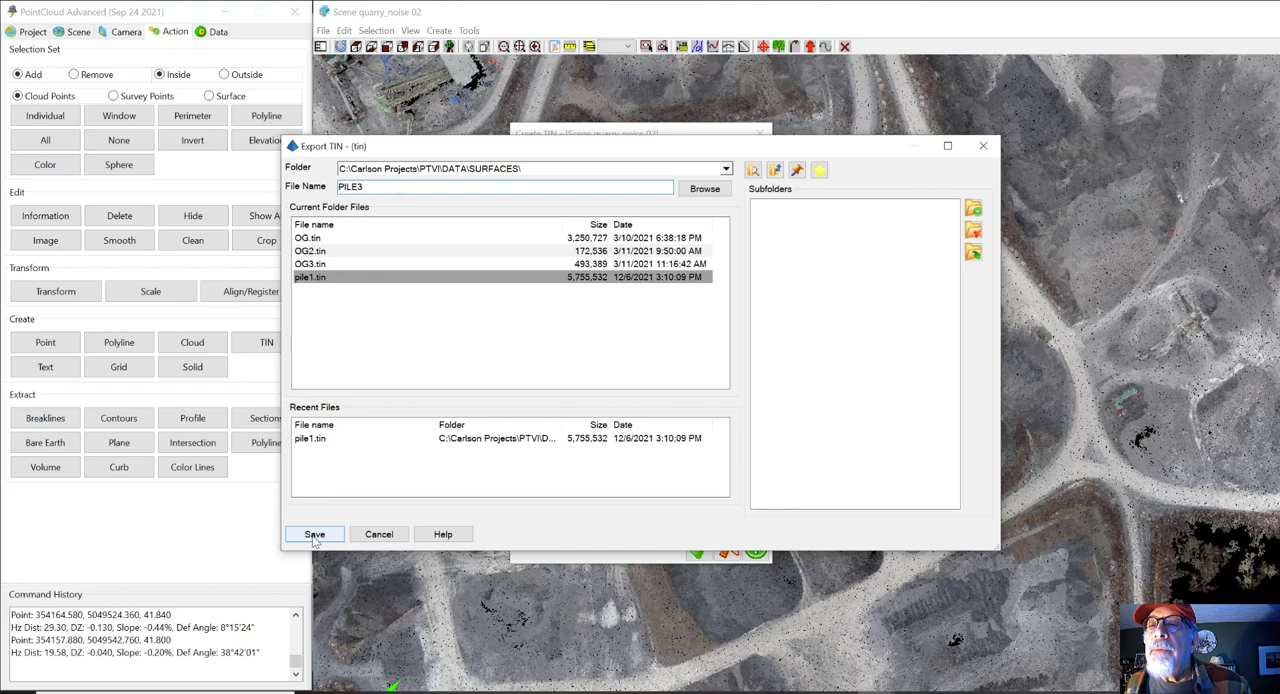 PointCloud Advanced (Sep 24 2021)
Project Scene Camera Action Data
Selection Set
Add Remove Inside Outside
Cloud Points Survey Points Surface
Individual Window Perimeter Polyline
All None Invert Elevatio
Color Sphere
Edit
Information Delete Hide Show A
Image Smooth Clean Crop
Transform
Transform Scale Align/Register
Create
Point Polyline Cloud TIN
Text Grid Solid
Extract
Breaklines Contours Profile Sections
Bare Earth Plane Intersection Polyline
Volume Curb Color Lines
Command History
Point: 354164.580, 5049524.360, 41.840
Hz Dist: 29.30, DZ: -0.130, Slope: -0.44%, Def Angle: 8°15'24"
Point: 354157.880, 5049542.760, 41.800
Hz Dist: 19.58, DZ: -0.040, Slope: -0.20%, Def Angle: 38°42'01"
Scene quarry_noise 02
File Edit Selection View Create Tools
Create TIN - (Scene quarry_noise 02)
Export TIN - (tin)
Folder C:\Carlson Projects\PTVI\DATA\SURFACES\
File Name PILE3 Browse
Current Folder Files
File name Size Date
OG.tin 3,250,727 3/10/2021 6:38:18 PM
OG2.tin 172,536 3/11/2021 9:50:00 AM
OG3.tin 493,389 3/11/2021 11:16:42 AM
pile1.tin 5,755,532 12/6/2021 3:10:09 PM
Recent Files
File name Folder Size Date
pile1.tin C:\Carlson Projects\PTVI\D... 5,755,532 12/6/2021 3:10:09 PM
Subfolders
Save Cancel Help